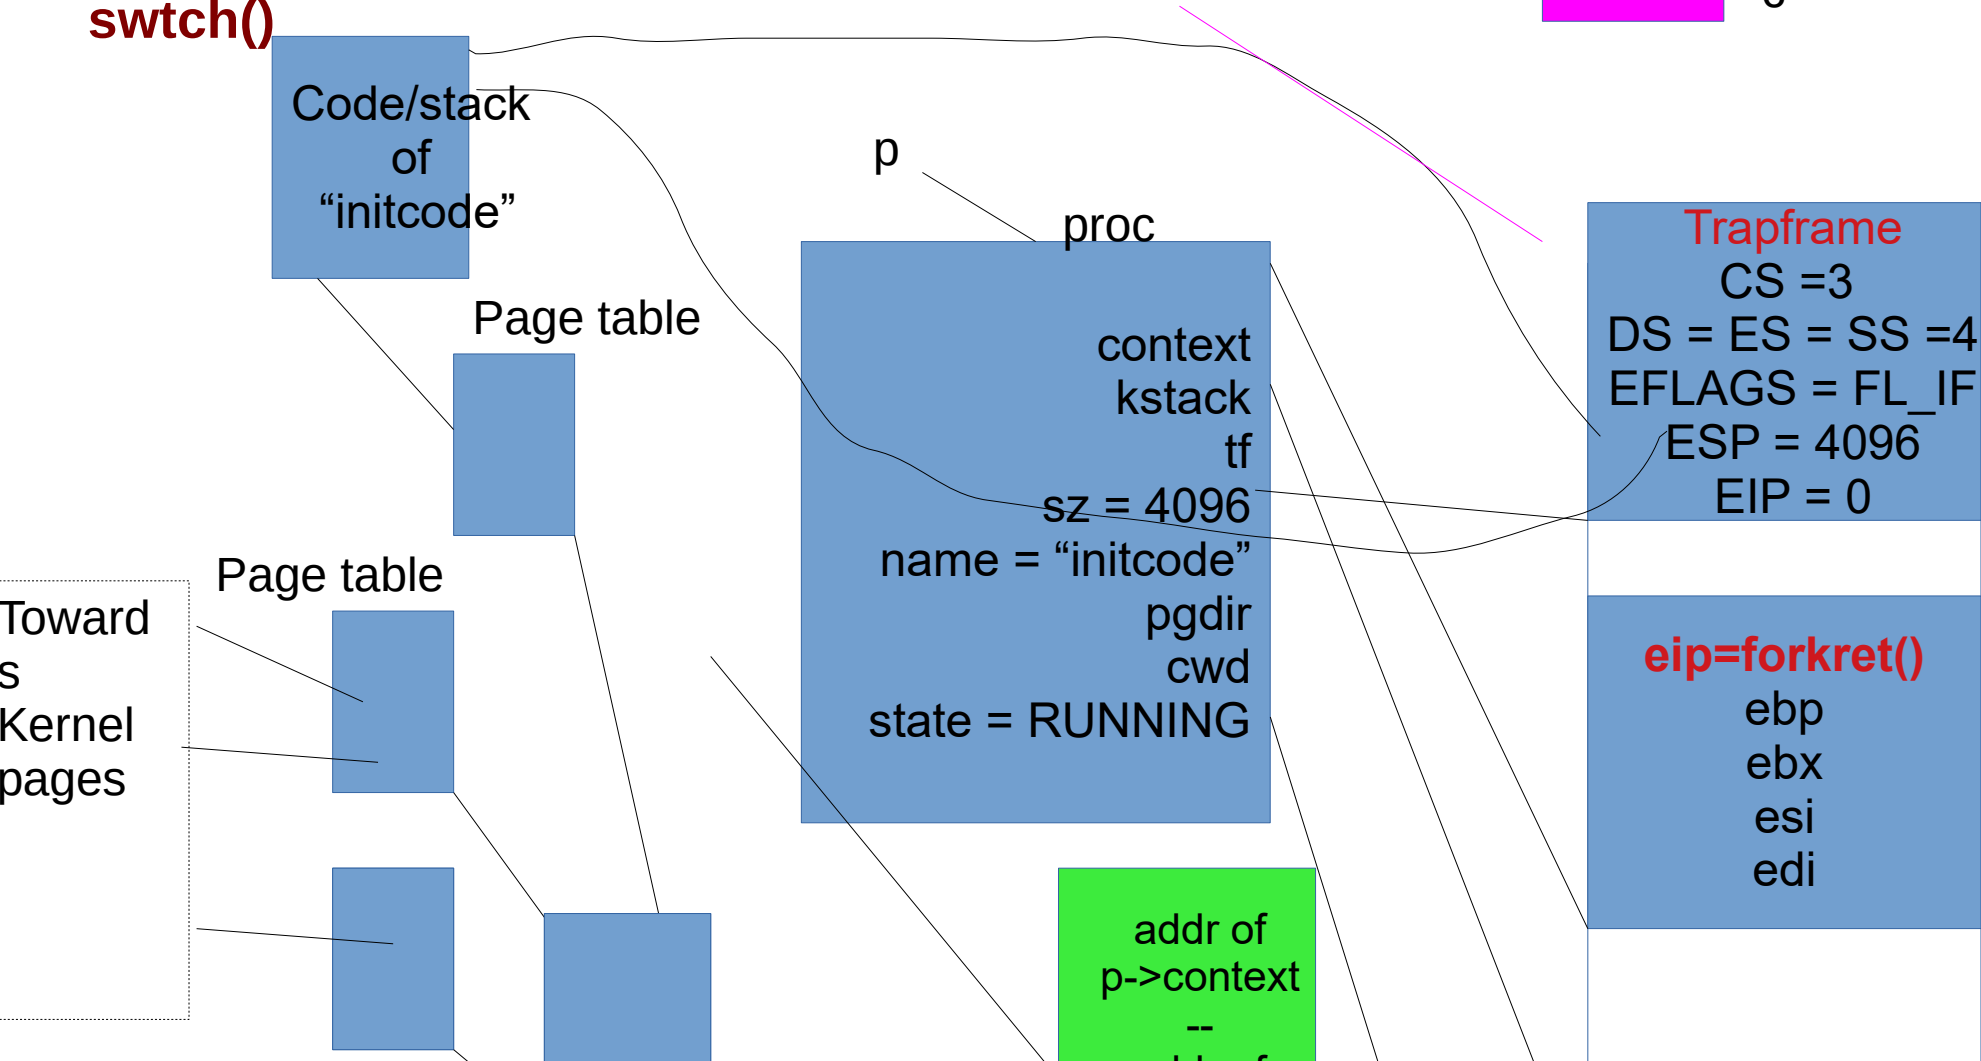 swtch()
Code/stack
of
“initcode”
p
proc
Page table
context
kstack
tf
sz = 4096
name = “initcode”
pgdir
cwd
state = RUNNING
Trapframe
CS =3
DS = ES = SS =4
EFLAGS = FL_IF
ESP = 4096
EIP = 0
Page table
Toward
s
Kernel
pages
eip=forkret()
ebp
ebx
esi
edi
addr of
p->context
--